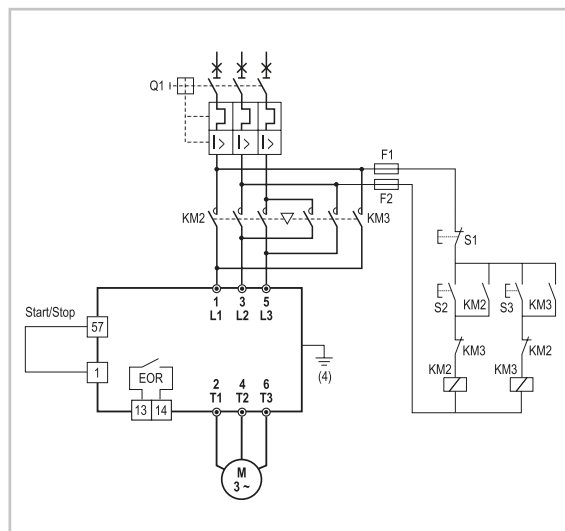 Q1
I> I> I>
F1
F2
KM2 KM3
S1
S2 KM2 S3 KM3
KM3 KM2
KM2 KM3
1 3 5
L1 L2 L3
Start/Stop
57
1
EOR
13 14
(4)
2 4 6
T1 T2 T3
M
3 ~